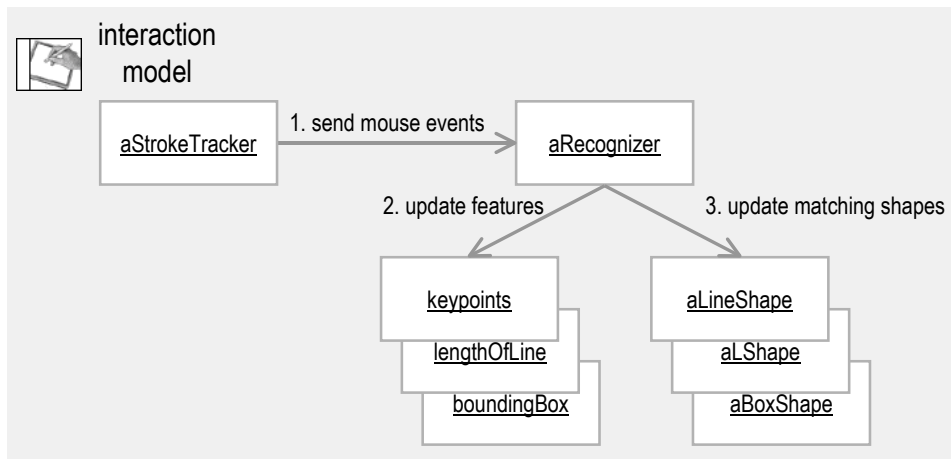 interaction
model
aStrokeTracker
1. send mouse events
aRecognizer
2. update features
3. update matching shapes
keypoints
lengthOfLine
boundingBox
aLineShape
aLShape
aBoxShape